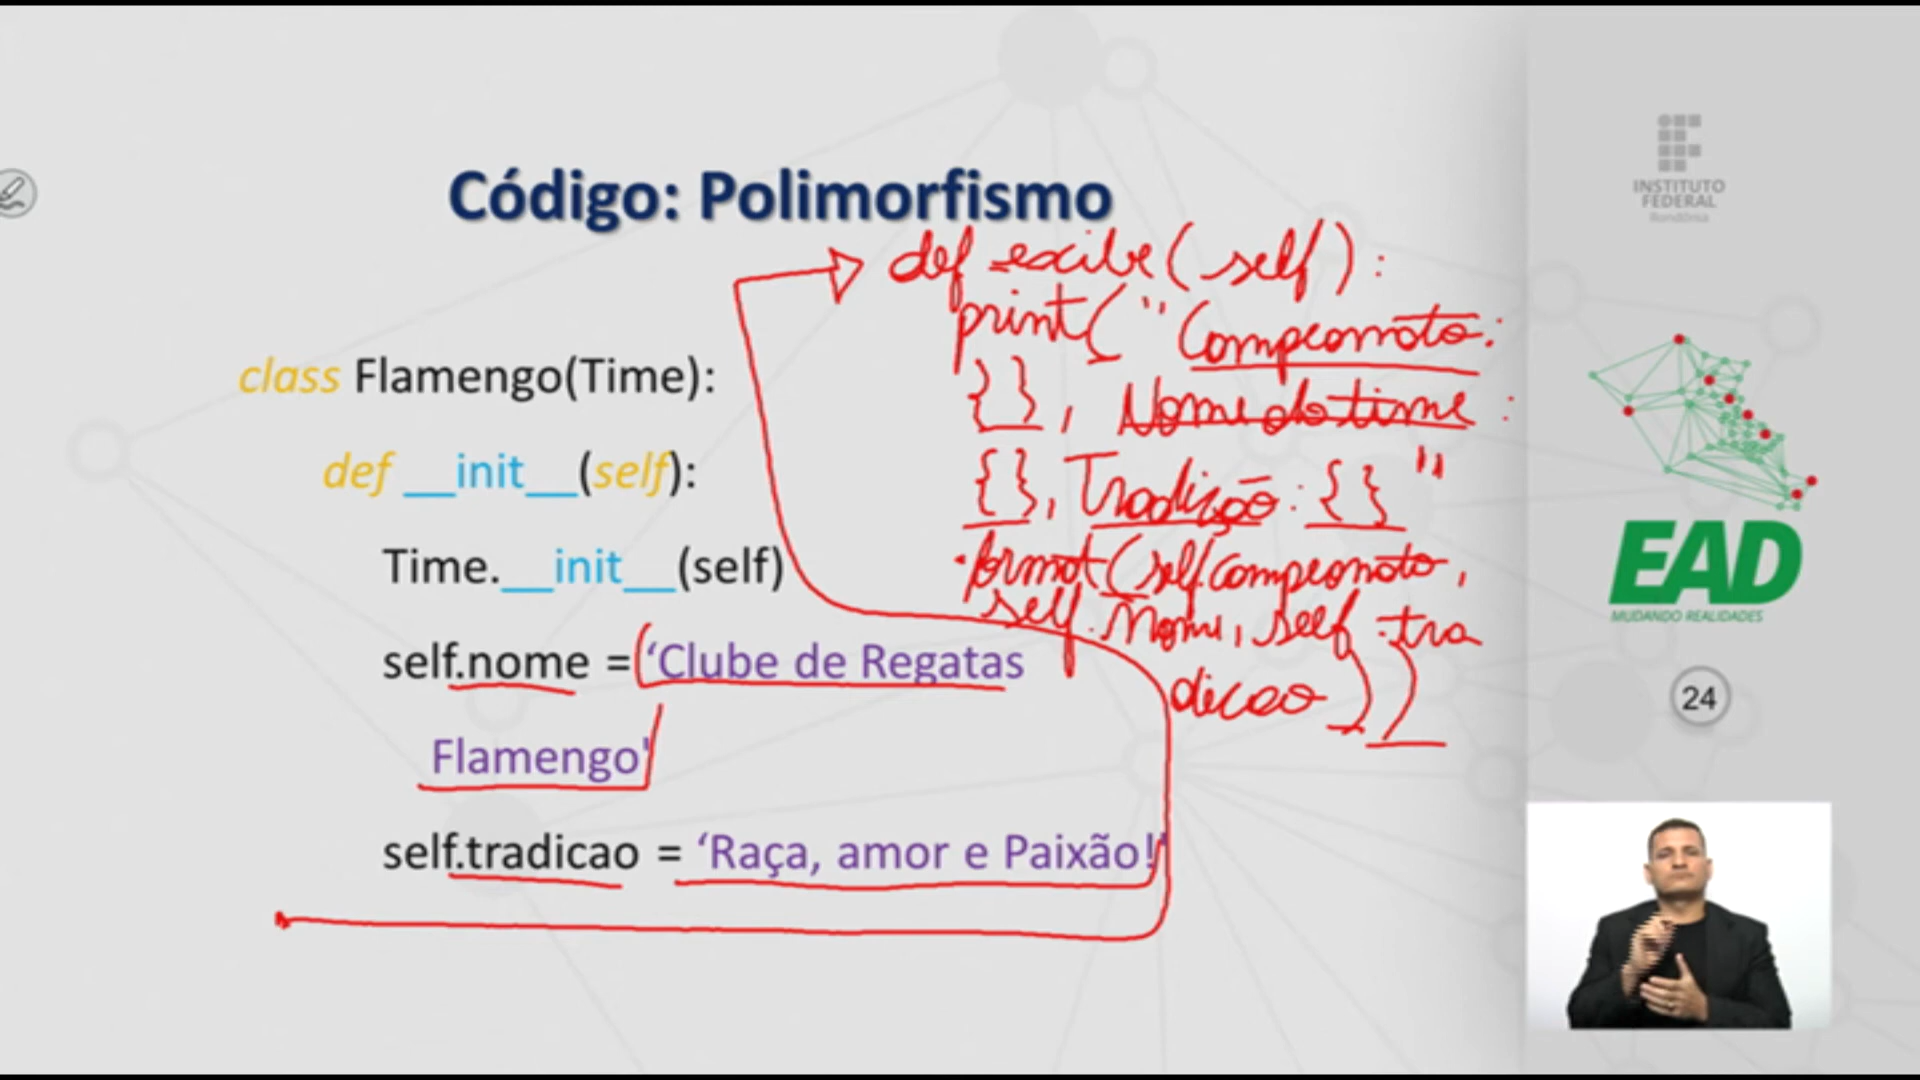 Código: Polimorfismo
class Flamengo(Time):
def __init__(self):
Time.__init__(self)
self.nome = ‘Clube de Regatas
Flamengo'
self.tradicao = ‘Raça, amor e Paixão!'
def exibe(self):
print("Campeonato:
{}, Nome do time:
{}, Tradição: {}"
.format(self.campeonato,
self.nome, self.tra
dicao))
INSTITUTO
FEDERAL
Rondônia
EAD
MUDANDO REALIDADES
24